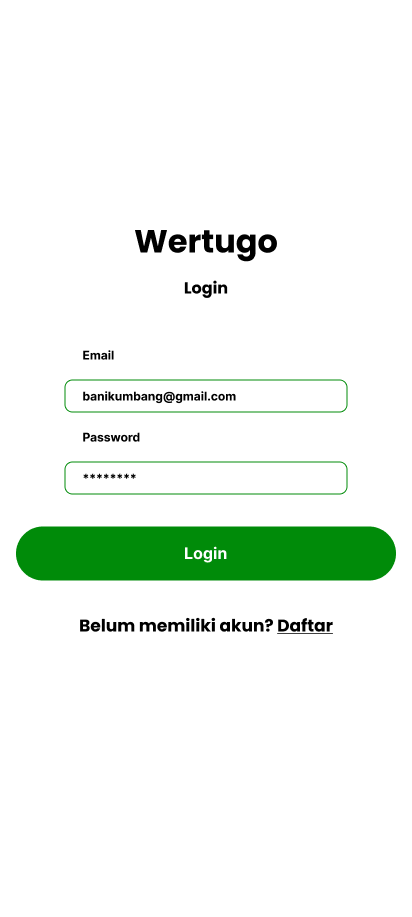 Wertugo
Login
Email
banikumbang@gmail.com
Password
********
Login
Belum memiliki akun? Daftar